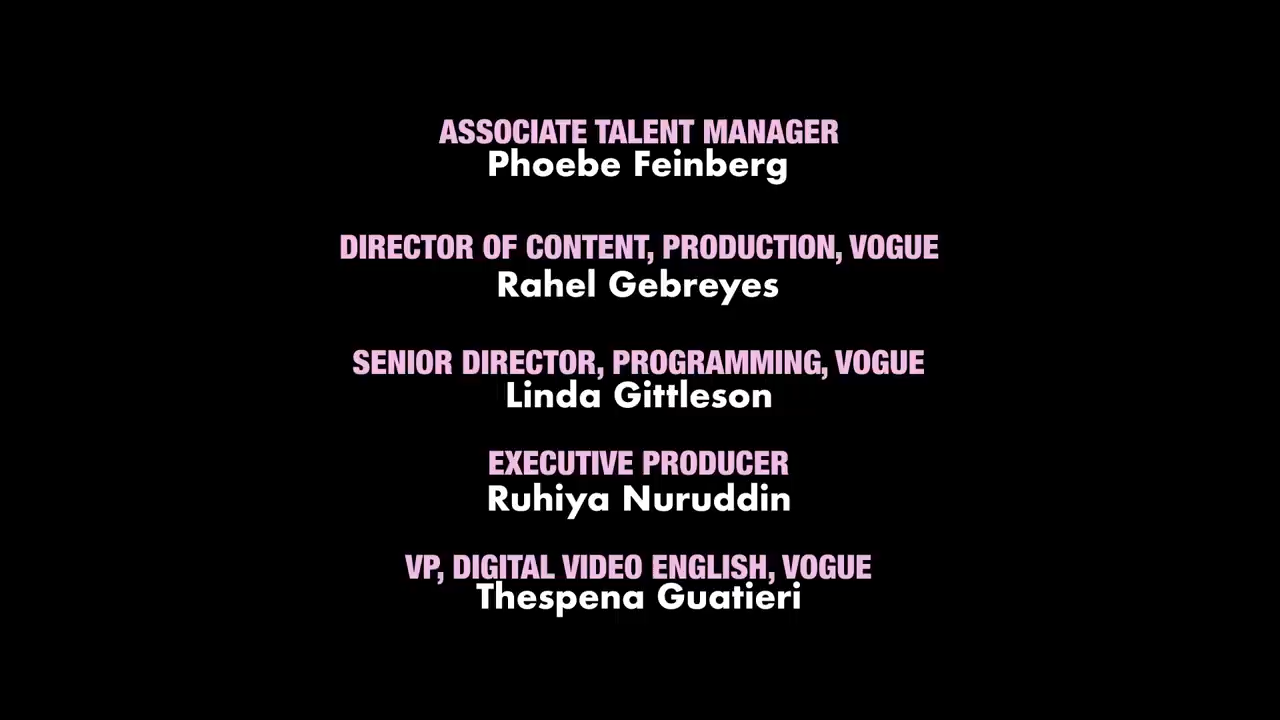 ASSOCIATE TALENT MANAGER
Phoebe Feinberg
DIRECTOR OF CONTENT, PRODUCTION, VOGUE
Rahel Gebreyes
SENIOR DIRECTOR, PROGRAMMING, VOGUE
Linda Gittleson
EXECUTIVE PRODUCER
Ruhiya Nuruddin
VP, DIGITAL VIDEO ENGLISH, VOGUE
Thespena Guatieri